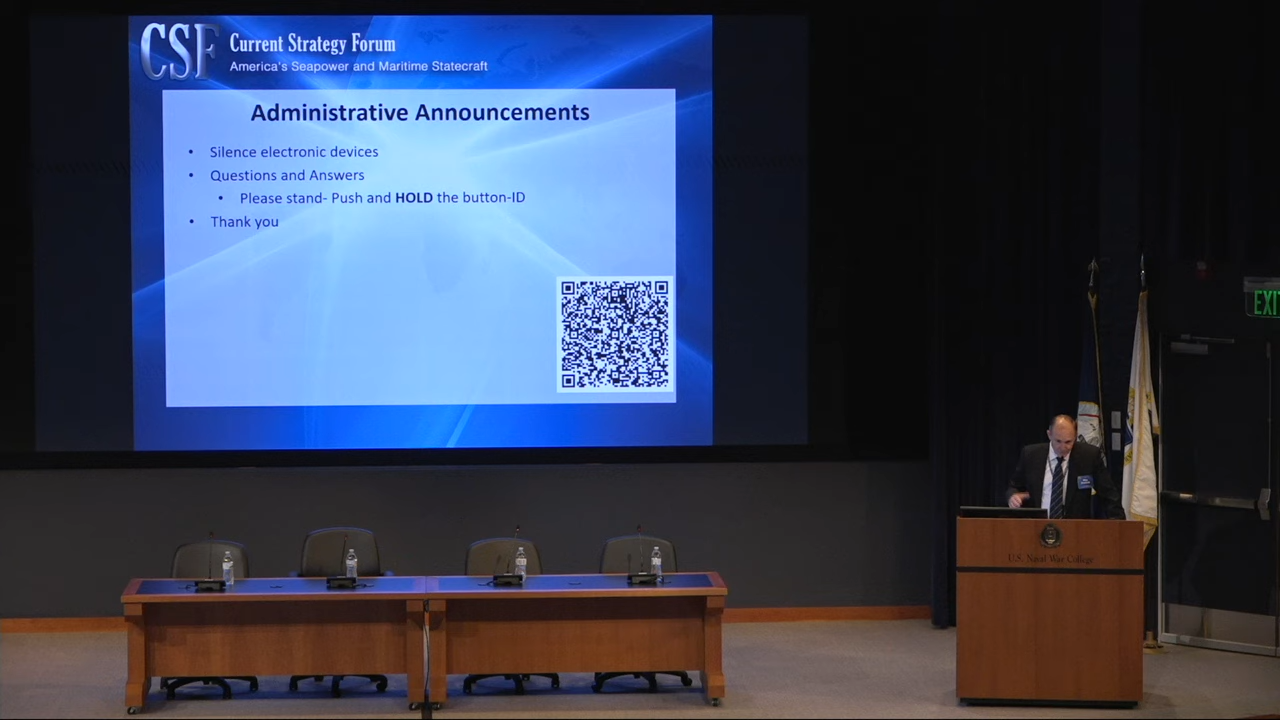 CSF
Current Strategy Forum
America's Seapower and Maritime Statecraft
Administrative Announcements
• Silence electronic devices
• Questions and Answers
• Please stand- Push and HOLD the button-ID
• Thank you
EXI
U.S. Naval War College